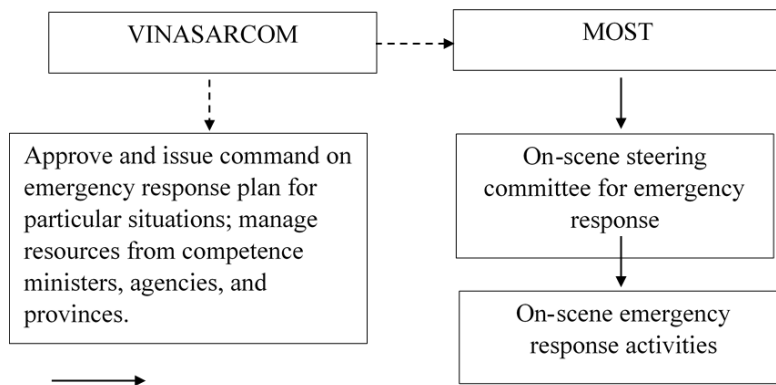 VINASARCOM
MOST
Approve and issue command on
emergency response plan for
particular situations; manage
resources from competence
ministers, agencies, and
provinces.
On-scene steering
committee for emergency
response
On-scene emergency
response activities